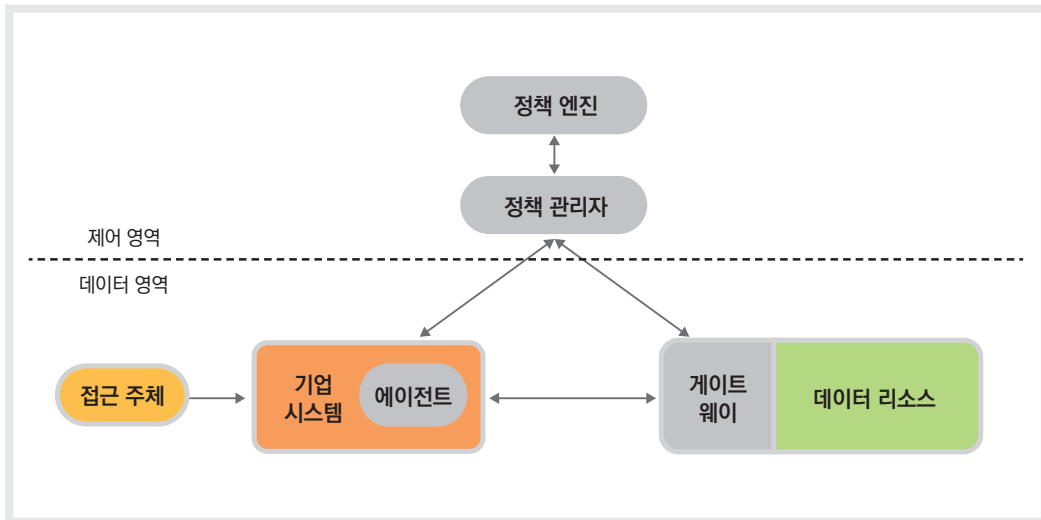 정책 엔진
정책 관리자
제어 영역
데이터 영역
접근 주체
기업
시스템
에이전트
게이트
웨이
데이터 리소스